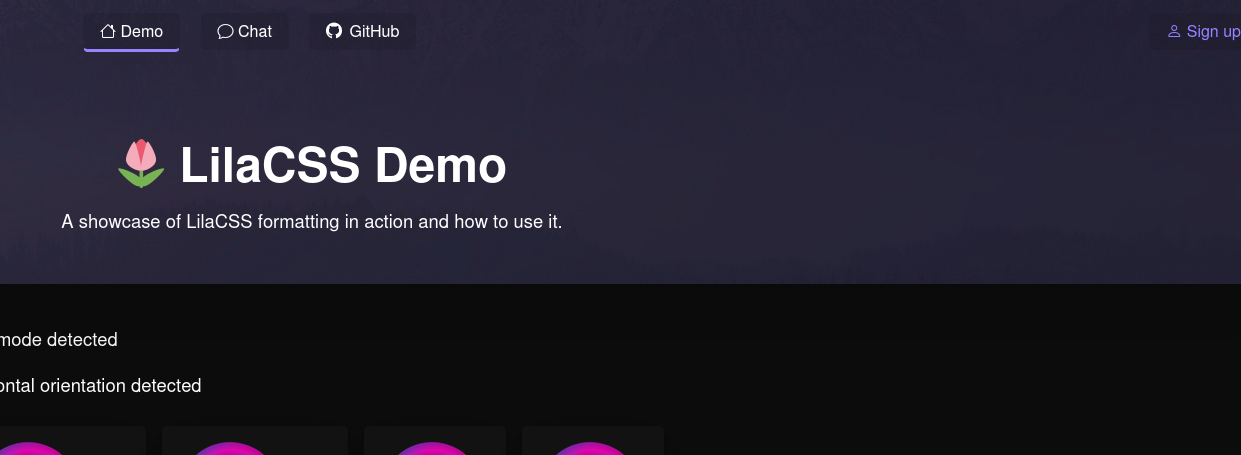 Demo Chat GitHub Sign up
LilaCSS Demo
A showcase of LilaCSS formatting in action and how to use it.
mode detected
ontal orientation detected